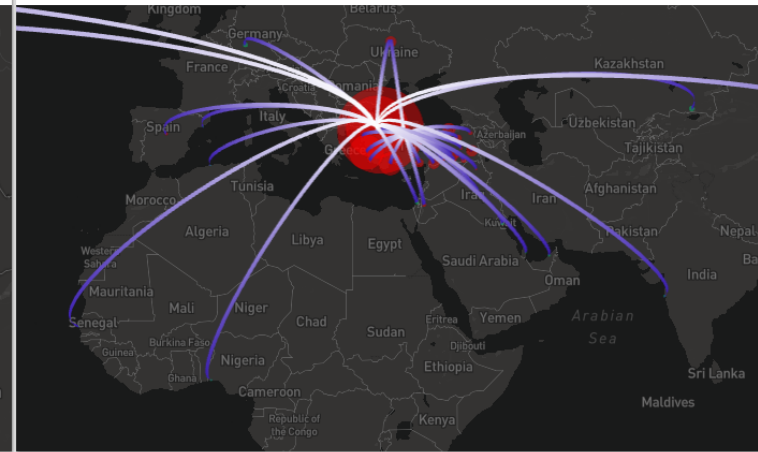 Kingdom
Belarus
Germany
Ukraine
France
Kazakhstan
Croatia
Romania
Italy
Spain
Azerbaijan
Uzbekistan
Tajikistan
Tunisia
Morocco
Iraq
Iran
Afghanistan
Algeria
Libya
Egypt
Kuwait
Pakistan
Nepal
Western
Sahara
Saudi Arabia
India
Oman
Mauritania
Mali
Niger
Chad
Sudan
Eritrea
Yemen
Arabian
Sea
Senegal
Burkina Faso
Guinea
Nigeria
Djibouti
Ethiopia
Ghana
Cameroon
Sri Lanka
Maldives
Republic of
the Congo
Kenya